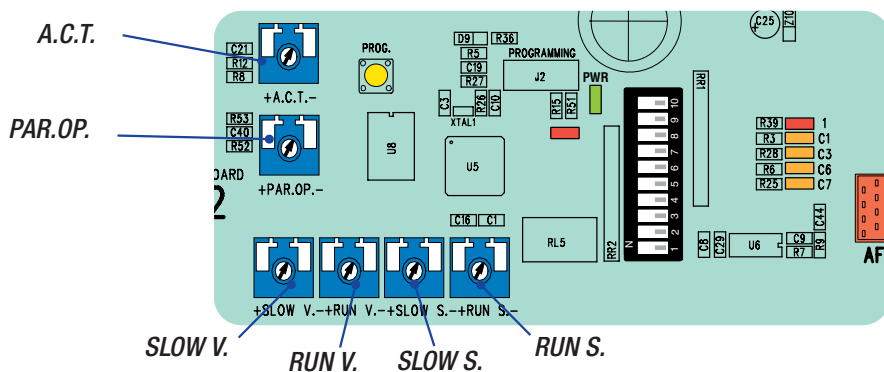 A.C.T.
C21
R12
R8
+A.C.T.-
PROG.
D9
R36
R5
C19
R27
PROGRAMMING
J2
PWR
C25
Z10
C3
XTAL1
R26
C10
R15
R51
RR1
PAR.OP.
R53
C40
R52
+PAR.OP.-
U8
U5
10
9
8
7
6
5
4
3
2
1
N
R39
1
R3
C1
R28
C3
R6
C6
R25
C7
OARD
2
C16
C1
RL5
RR2
C8
C29
U6
C9
R7
R9
C44
AF
+SLOW V.-+RUN V.-+SLOW S.-+RUN S.-
SLOW V.
RUN V.
SLOW S.
RUN S.